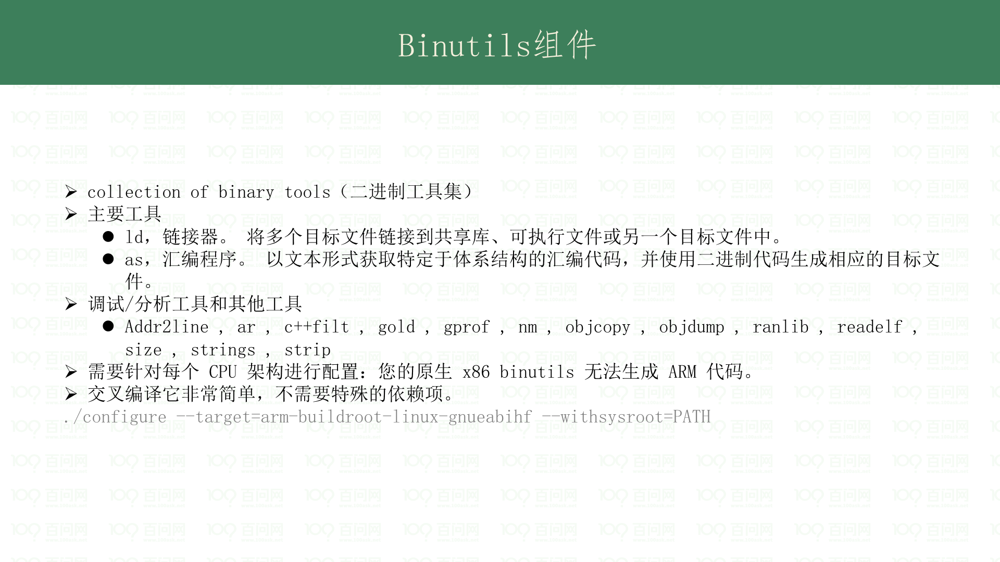 Binutils组件
collection of binary tools（二进制工具集）
主要工具
ld，链接器。 将多个目标文件链接到共享库、可执行文件或另一个目标文件中。
as，汇编程序。 以文本形式获取特定于体系结构的汇编代码，并使用二进制代码生成相应的目标文
件。
调试/分析工具和其他工具
Addr2line , ar , c++filt , gold , gprof , nm , objcopy , objdump , ranlib , readelf ,
size , strings , strip
需要针对每个 CPU 架构进行配置：您的原生 x86 binutils 无法生成 ARM 代码。
交叉编译它非常简单，不需要特殊的依赖项。
./configure --target=arm-buildroot-linux-gnueabihf --withsysroot=PATH